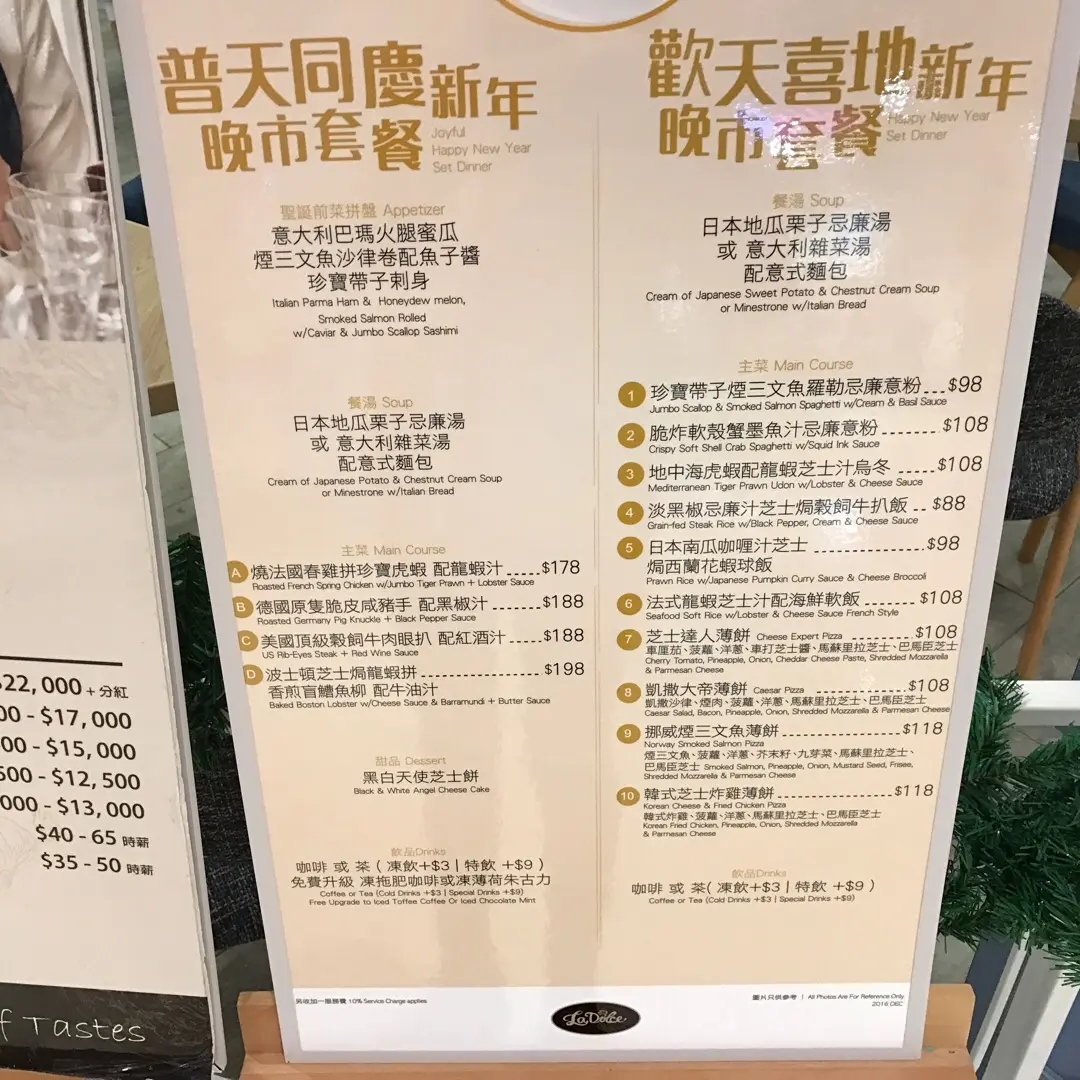 普天同慶新年
晚市套餐
Joyful
Happy New Year
Set Dinner
聖誕前菜拼盤 Appetizer
意大利巴瑪火腿蜜瓜
煙三文魚沙律卷配魚子醬
珍寶帶子刺身
Italian Parma Ham & Honeydew melon,
Smoked Salmon Rolled
w/Caviar & Jumbo Scallop Sashimi
餐湯 Soup
日本地瓜栗子忌廉湯
或 意大利雜菜湯
配意式麵包
Cream of Japanese Potato & Chestnut Cream Soup
or Minestrone w/Italian Bread
主菜 Main Course
A 燒法國春雞拼珍寶虎蝦 配龍蝦汁.....$178
Roasted French Spring Chicken w/Jumbo Tiger Prawn + Lobster Sauce
B 德國原隻脆皮咸豬手 配黑椒汁.......$188
Roasted Germany Pig Knuckle + Black Pepper Sauce
C 美國頂級穀飼牛肉眼扒 配紅酒汁.....$188
US Rib-Eyes Steak + Red Wine Sauce
D 波士頓芝士焗龍蝦拼..................$198
香煎盲鰽魚柳 配牛油汁
Baked Boston Lobster w/Cheese Sauce & Barramundi + Butter Sauce
甜品 Dessert
黑白天使芝士餅
Black & White Angel Cheese Cake
飲品Drinks
咖啡 或 茶 ( 凍飲+$3 | 特飲 +$9 )
免費升級 凍拖肥咖啡或凍薄荷朱古力
Coffee or Tea (Cold Drinks +$3 | Special Drinks +$9)
Free Upgrade to Iced Toffee Coffee Or Iced Chocolate Mint
另收加一服務費 10% Service Charge applies
歡天喜地新年
晚市套餐
Happy New Year
Set Dinner
餐湯 Soup
日本地瓜栗子忌廉湯
或 意大利雜菜湯
配意式麵包
Cream of Japanese Sweet Potato & Chestnut Cream Soup
or Minestrone w/Italian Bread
主菜 Main Course
1 珍寶帶子煙三文魚羅勒忌廉意粉...$98
Jumbo Scallop & Smoked Salmon Spaghetti w/Cream & Basil Sauce
2 脆炸軟殼蟹墨魚汁忌廉意粉........$108
Crispy Soft Shell Crab Spaghetti w/Squid Ink Sauce
3 地中海虎蝦配龍蝦芝士汁烏冬.....$108
Mediterranean Tiger Prawn Udon w/Lobster & Cheese Sauce
4 淡黑椒忌廉汁芝士焗穀飼牛扒飯..$88
Grain-fed Steak Rice w/Black Pepper, Cream & Cheese Sauce
5 日本南瓜咖喱汁芝士................$98
焗西蘭花蝦球飯
Prawn Rice w/Japanese Pumpkin Curry Sauce & Cheese Broccoli
6 法式龍蝦芝士汁配海鮮軟飯.......$108
Seafood Soft Rice w/Lobster & Cheese Sauce French Style
7 芝士達人薄餅 Cheese Expert Pizza .........$108
車厘茄、菠蘿、洋蔥、車打芝士醬、馬蘇里拉芝士、巴馬臣芝士
Cherry Tomato, Pineapple, Onion, Cheddar Cheese Paste, Shredded Mozzarella
& Parmesan Cheese
8 凱撒大帝薄餅 Caesar Pizza ................$108
凱撒沙律、煙肉、菠蘿、洋蔥、馬蘇里拉芝士、巴馬臣芝士
Caesar Salad, Bacon, Pineapple, Onion, Shredded Mozzarella & Parmesan Cheese
9 挪威煙三文魚薄餅.................$118
Norway Smoked Salmon Pizza
煙三文魚、菠蘿、洋蔥、芥末籽、九芽菜、馬蘇里拉芝士、
巴馬臣芝士 Smoked Salmon, Pineapple, Onion, Mustard Seed, Frisee,
Shredded Mozzarella & Parmesan Cheese
10 韓式芝士炸雞薄餅.................$118
Korean Cheese & Fried Chicken Pizza
韓式炸雞、菠蘿、洋蔥、馬蘇里拉芝士、巴馬臣芝士
Korean Fried Chicken, Pineapple, Onion, Shredded Mozzarella
& Parmesan Cheese
飲品Drinks
咖啡 或 茶( 凍飲+$3 | 特飲 +$9 )
Coffee or Tea (Cold Drinks +$3 | Special Drinks +$9)
圖片只供參考 | All Photos Are For Reference Only
2016 DEC
La Dolce
$22,000 + 分紅
00 - $17,000
00 - $15,000
500 - $12,500
000 - $13,000
$40 - 65 時薪
$35 - 50 時薪
f Tastes